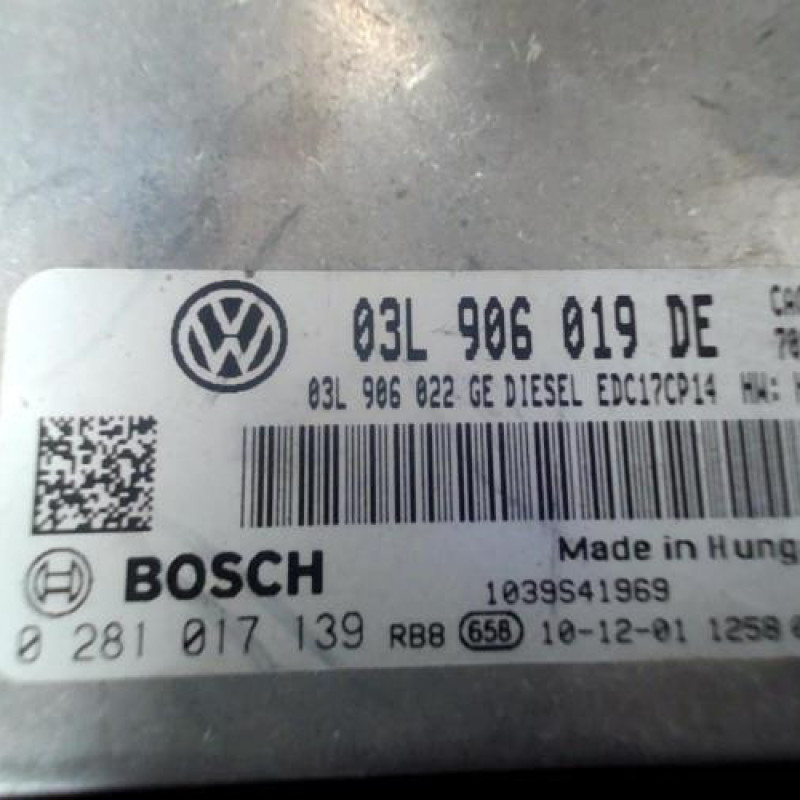 03L 906 019 DE
03L 906 022 GE DIESEL EDC17CP14 HW:
Made in Hung
BOSCH
1039S41969
0 281 017 139 RB8 658 10-12-01 1258